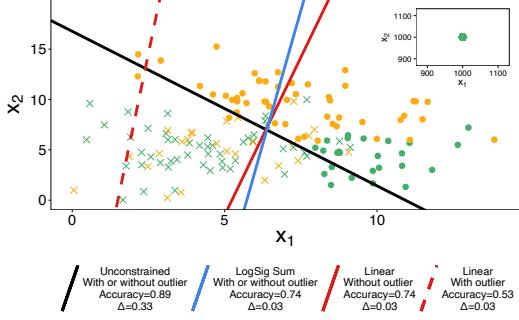 1100
1000
900
x2
900
1000
1100
x1
15
10
5
0
x2
0
5
10
x1
Unconstrained
With or without outlier
Accuracy=0.89
Δ=0.33
LogSig Sum
With or without outlier
Accuracy=0.74
Δ=0.03
Linear
Without outlier
Accuracy=0.74
Δ=0.03
Linear
With outlier
Accuracy=0.53
Δ=0.03